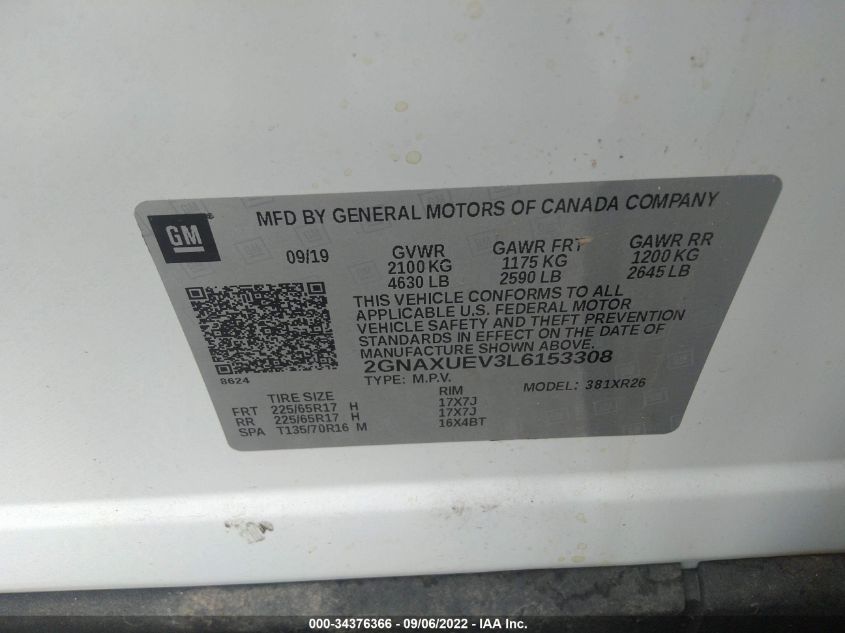 GM ®
MFD BY GENERAL MOTORS OF CANADA COMPANY
09/19 GVWR GAWR FRT GAWR RR
2100 KG 1175 KG 1200 KG
4630 LB 2590 LB 2645 LB
THIS VEHICLE CONFORMS TO ALL
APPLICABLE U.S. FEDERAL MOTOR
VEHICLE SAFETY AND THEFT PREVENTION
STANDARDS IN EFFECT ON THE DATE OF
MANUFACTURE SHOWN ABOVE.
2GNAXUEV3L6153308
8624
TYPE: M.P.V. MODEL: 381XR26
TIRE SIZE RIM
FRT 225/65R17 H 17X7J
RR 225/65R17 H 17X7J
SPA T135/70R16 M 16X4BT
000-34376366 - 09/06/2022 - IAA Inc.